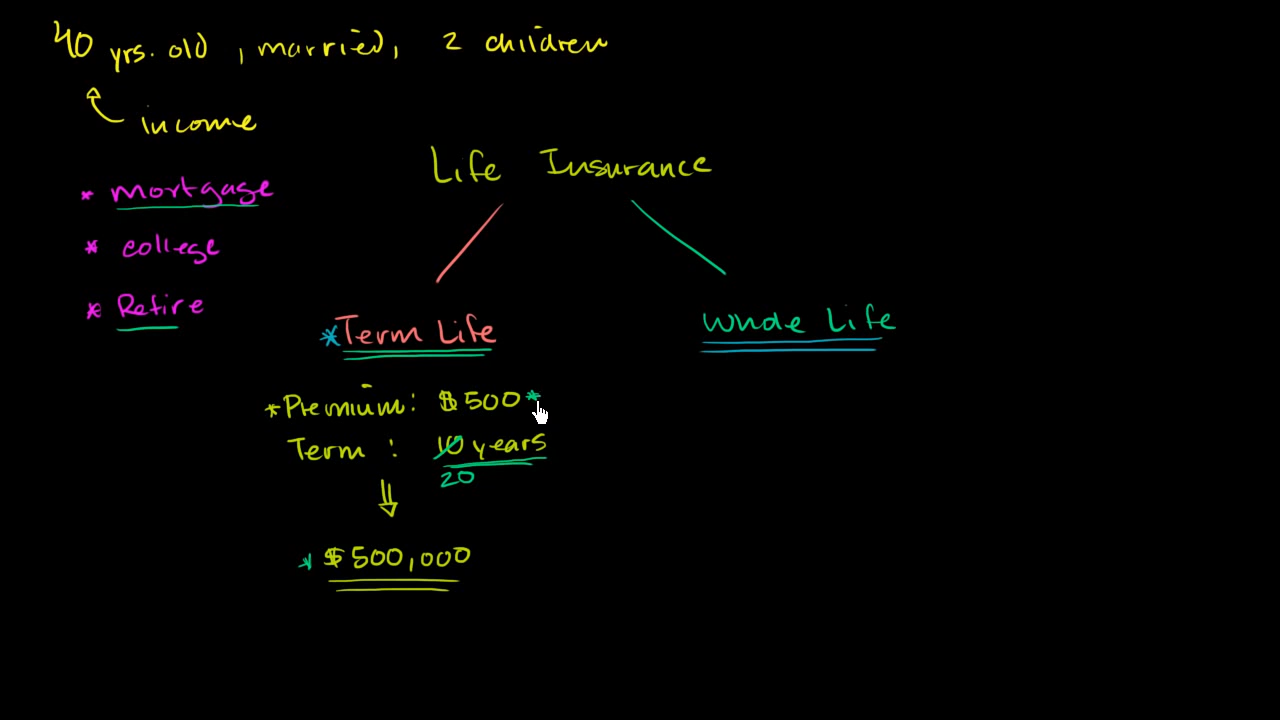 40 yrs. old, married, 2 children
income
Life Insurance
* mortgage
* college
* Retire
*Term Life
Whole Life
*Premium: $500*
Term: 10 years
20
* $500,000